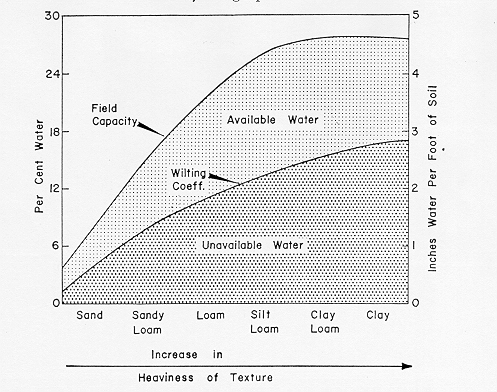 30
24
18
12
6
0
Per Cent Water
5
4
3
2
1
0
Inches Water Per Foot of Soil
Field
Capacity
Available Water
Wilting
Coeff.
Unavailable Water
Sand
Sandy
Loam
Loam
Silt
Loam
Clay
Loam
Clay
Increase in
Heaviness of Texture